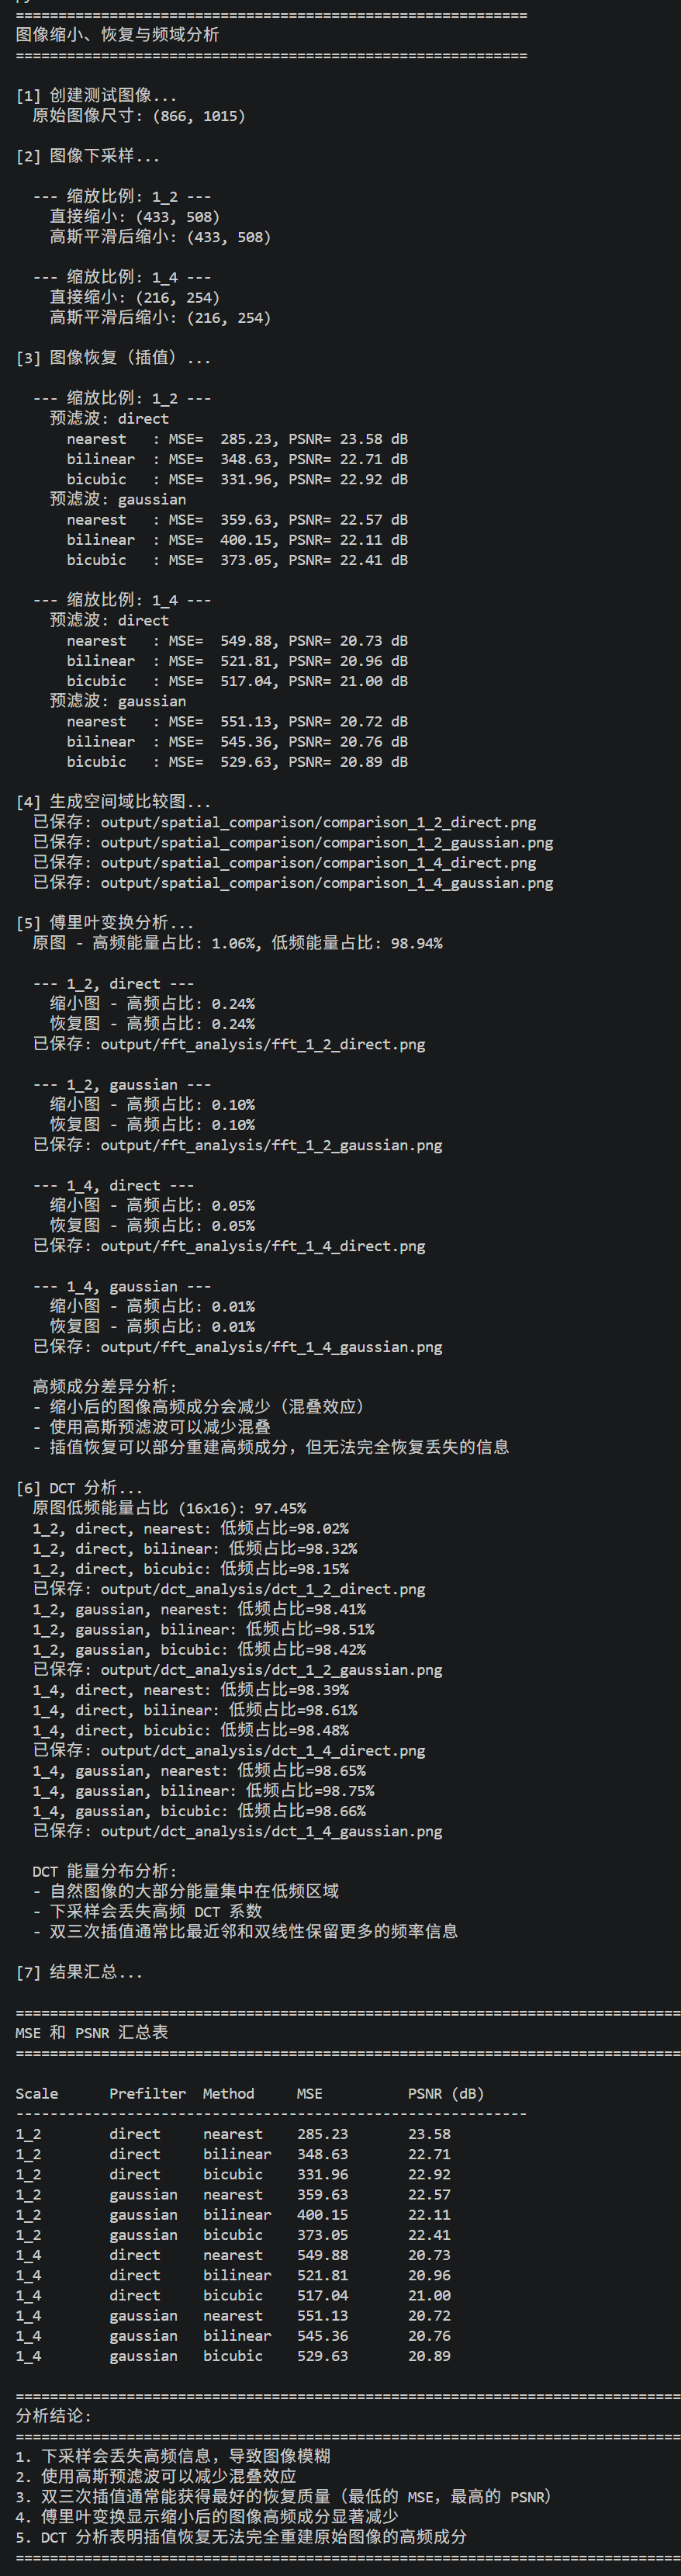 ============================================================
图像缩小、恢复与频域分析
============================================================
[1] 创建测试图像...
原始图像尺寸: (866, 1015)
[2] 图像下采样...
--- 缩放比例: 1_2 ---
直接缩小: (433, 508)
高斯平滑后缩小: (433, 508)
--- 缩放比例: 1_4 ---
直接缩小: (216, 254)
高斯平滑后缩小: (216, 254)
[3] 图像恢复（插值）...
--- 缩放比例: 1_2 ---
预滤波: direct
nearest   : MSE=  285.23, PSNR= 23.58 dB
bilinear  : MSE=  348.63, PSNR= 22.71 dB
bicubic   : MSE=  331.96, PSNR= 22.92 dB
预滤波: gaussian
nearest   : MSE=  359.63, PSNR= 22.57 dB
bilinear  : MSE=  400.15, PSNR= 22.11 dB
bicubic   : MSE=  373.05, PSNR= 22.41 dB
--- 缩放比例: 1_4 ---
预滤波: direct
nearest   : MSE=  549.88, PSNR= 20.73 dB
bilinear  : MSE=  521.81, PSNR= 20.96 dB
bicubic   : MSE=  517.04, PSNR= 21.00 dB
预滤波: gaussian
nearest   : MSE=  551.13, PSNR= 20.72 dB
bilinear  : MSE=  545.36, PSNR= 20.76 dB
bicubic   : MSE=  529.63, PSNR= 20.89 dB
[4] 生成空间域比较图...
已保存: output/spatial_comparison/comparison_1_2_direct.png
已保存: output/spatial_comparison/comparison_1_2_gaussian.png
已保存: output/spatial_comparison/comparison_1_4_direct.png
已保存: output/spatial_comparison/comparison_1_4_gaussian.png
[5] 傅里叶变换分析...
原图 - 高频能量占比: 1.06%, 低频能量占比: 98.94%
--- 1_2, direct ---
缩小图 - 高频占比: 0.24%
恢复图 - 高频占比: 0.24%
已保存: output/fft_analysis/fft_1_2_direct.png
--- 1_2, gaussian ---
缩小图 - 高频占比: 0.10%
恢复图 - 高频占比: 0.10%
已保存: output/fft_analysis/fft_1_2_gaussian.png
--- 1_4, direct ---
缩小图 - 高频占比: 0.05%
恢复图 - 高频占比: 0.05%
已保存: output/fft_analysis/fft_1_4_direct.png
--- 1_4, gaussian ---
缩小图 - 高频占比: 0.01%
恢复图 - 高频占比: 0.01%
已保存: output/fft_analysis/fft_1_4_gaussian.png
高频成分差异分析:
- 缩小后的图像高频成分会减少（混叠效应）
- 使用高斯预滤波可以减少混叠
- 插值恢复可以部分重建高频成分，但无法完全恢复丢失的信息
[6] DCT 分析...
原图低频能量占比 (16x16): 97.45%
1_2, direct, nearest: 低频占比=98.02%
1_2, direct, bilinear: 低频占比=98.32%
1_2, direct, bicubic: 低频占比=98.15%
已保存: output/dct_analysis/dct_1_2_direct.png
1_2, gaussian, nearest: 低频占比=98.41%
1_2, gaussian, bilinear: 低频占比=98.51%
1_2, gaussian, bicubic: 低频占比=98.42%
已保存: output/dct_analysis/dct_1_2_gaussian.png
1_4, direct, nearest: 低频占比=98.39%
1_4, direct, bilinear: 低频占比=98.61%
1_4, direct, bicubic: 低频占比=98.48%
已保存: output/dct_analysis/dct_1_4_direct.png
1_4, gaussian, nearest: 低频占比=98.65%
1_4, gaussian, bilinear: 低频占比=98.75%
1_4, gaussian, bicubic: 低频占比=98.66%
已保存: output/dct_analysis/dct_1_4_gaussian.png
DCT 能量分布分析:
- 自然图像的大部分能量集中在低频区域
- 下采样会丢失高频 DCT 系数
- 双三次插值通常比最近邻和双线性保留更多的频率信息
[7] 结果汇总...
==============================================================================
MSE 和 PSNR 汇总表
==============================================================================
Scale      Prefilter  Method     MSE          PSNR (dB)
------------------------------------------------------------
1_2        direct     nearest    285.23       23.58
1_2        direct     bilinear   348.63       22.71
1_2        direct     bicubic    331.96       22.92
1_2        gaussian   nearest    359.63       22.57
1_2        gaussian   bilinear   400.15       22.11
1_2        gaussian   bicubic    373.05       22.41
1_4        direct     nearest    549.88       20.73
1_4        direct     bilinear   521.81       20.96
1_4        direct     bicubic    517.04       21.00
1_4        gaussian   nearest    551.13       20.72
1_4        gaussian   bilinear   545.36       20.76
1_4        gaussian   bicubic    529.63       20.89
==============================================================================
分析结论:
==============================================================================
1. 下采样会丢失高频信息，导致图像模糊
2. 使用高斯预滤波可以减少混叠效应
3. 双三次插值通常能获得最好的恢复质量（最低的 MSE，最高的 PSNR）
4. 傅里叶变换显示缩小后的图像高频成分显著减少
5. DCT 分析表明插值恢复无法完全重建原始图像的高频成分
==============================================================================